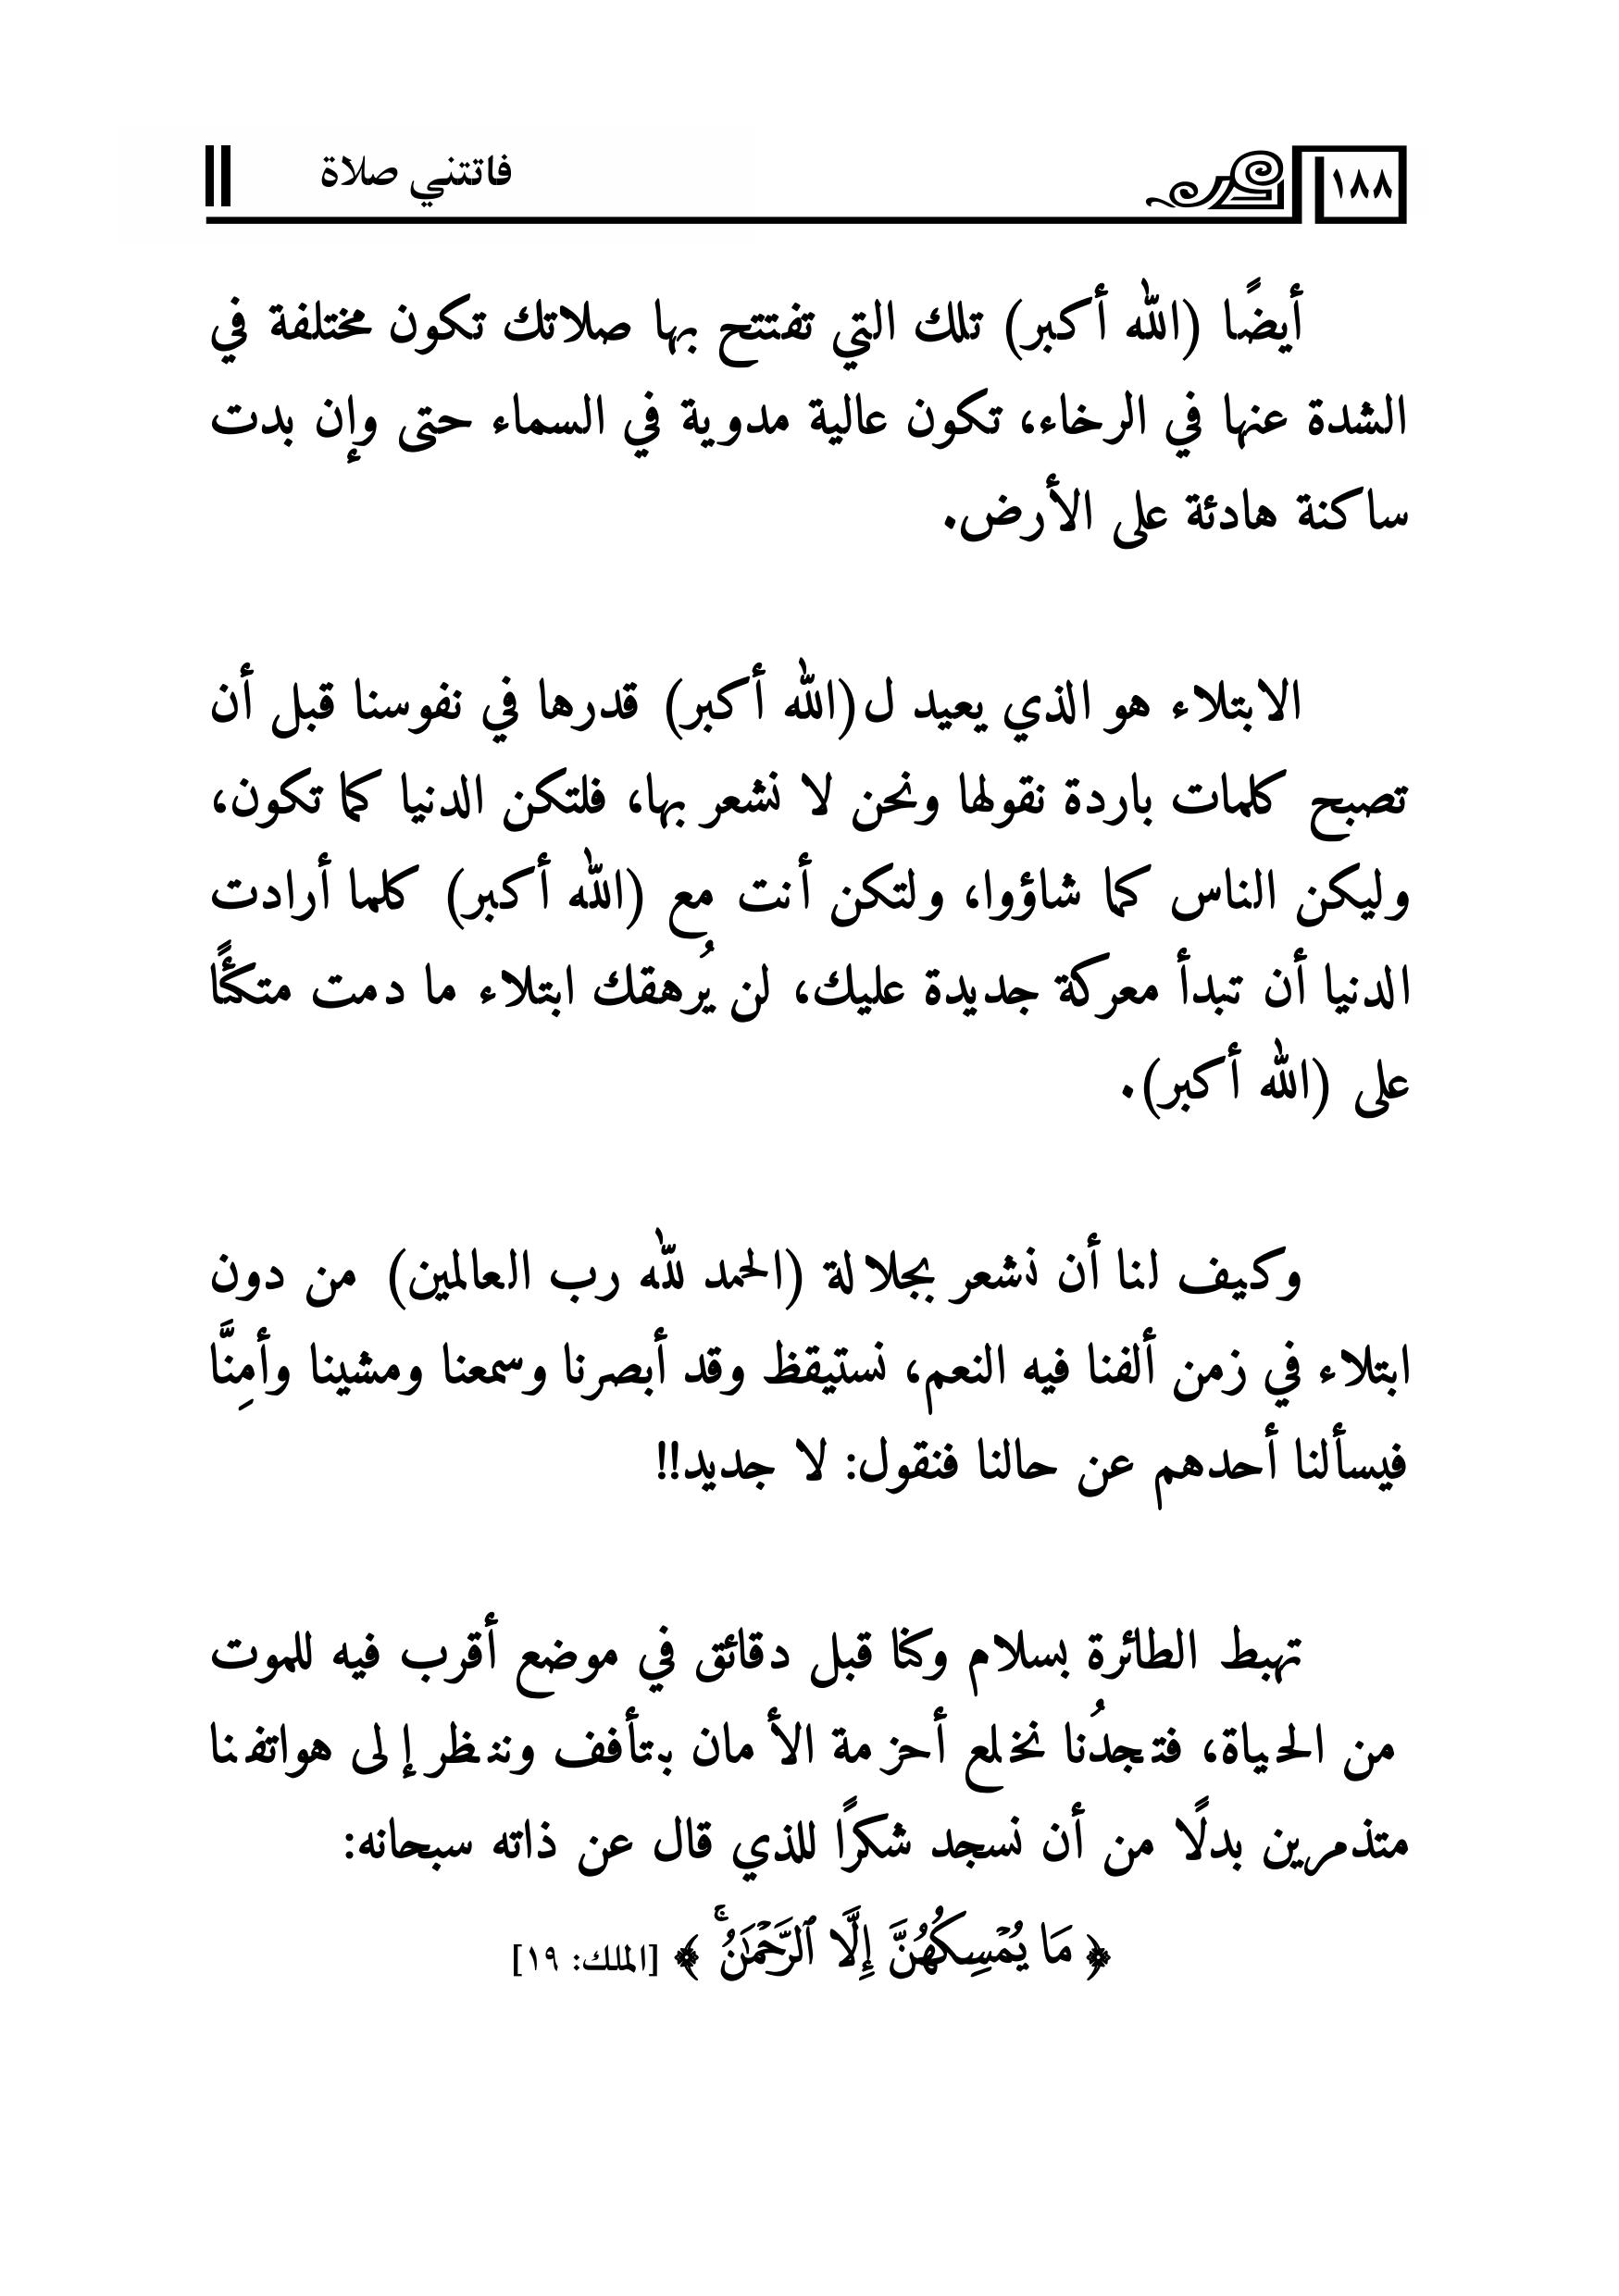 ١٨٨
فاتتني صلاة
أيضًا (الله أكبر) تلك التي تفتتح بها صلاتك تكون مختلفة في
الشدة عنها في الرخاء، تكون عالية مدوية في السماء حتى وإن بدت
ساكنة هادئة على الأرض.
الابتلاء هو الذي يعيد ل(الله أكبر) قدرها في نفوسنا قبل أن
تصبح كلمات باردة نقولها ونحن لا نشعر بها، فلتكن الدنيا كما تكون،
وليكن الناس كما شاؤوا، ولتكن أنت مع (الله أكبر) كلما أرادت
الدنيا أن تبدأ معركة جديدة عليك، لن يُرهقك ابتلاء ما دمت متكئًا
على (الله أكبر).
وكيف لنا أن نشعر بجلالة (الحمد لله رب العالمين) من دون
ابتلاء في زمن ألفنا فيه النعم، نستيقظ وقد أبصرنا وسمعنا ومشينا وأمِنَّا
فيسألنا أحدهم عن حالنا فنقول: لا جديد!!
تهبط الطائرة بسلام وكنا قبل دقائق في موضع أقرب فيه للموت
من الحياة، فتجدُنا نخلع أحزمة الأمان بتأفف وننظر إلى هواتفنا
متذمرين بدلًا من أن نسجد شكرًا للذي قال عن ذاته سبحانه:
﴿ مَا يُمْسِكُهُنَّ إِلَّا ٱلرَّحْمَٰنُ ۚ ﴾ [الملك: ١٩]